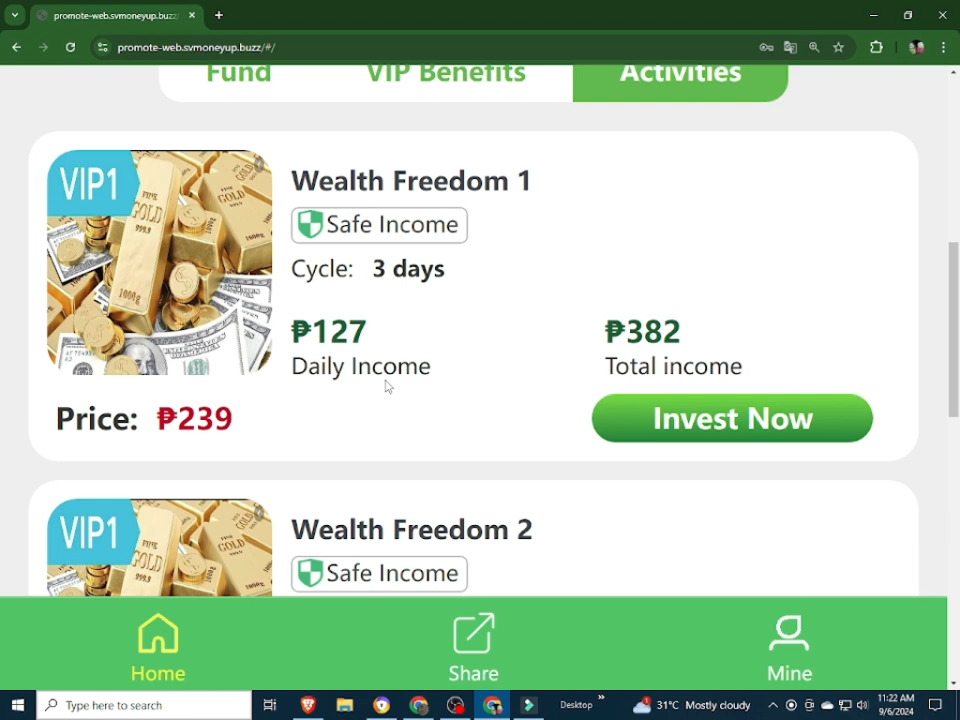 promote-web.svmoneyup.buzz/
promote-web.svmoneyup.buzz/#/
Fund
VIP Benefits
Activities
VIP1
Wealth Freedom 1
Safe Income
Cycle: 3 days
₱127
₱382
Daily Income
Total income
Price: ₱239
Invest Now
VIP1
Wealth Freedom 2
Safe Income
Home
Share
Mine
Type here to search
Desktop
31°C Mostly cloudy
11:22 AM
9/6/2024